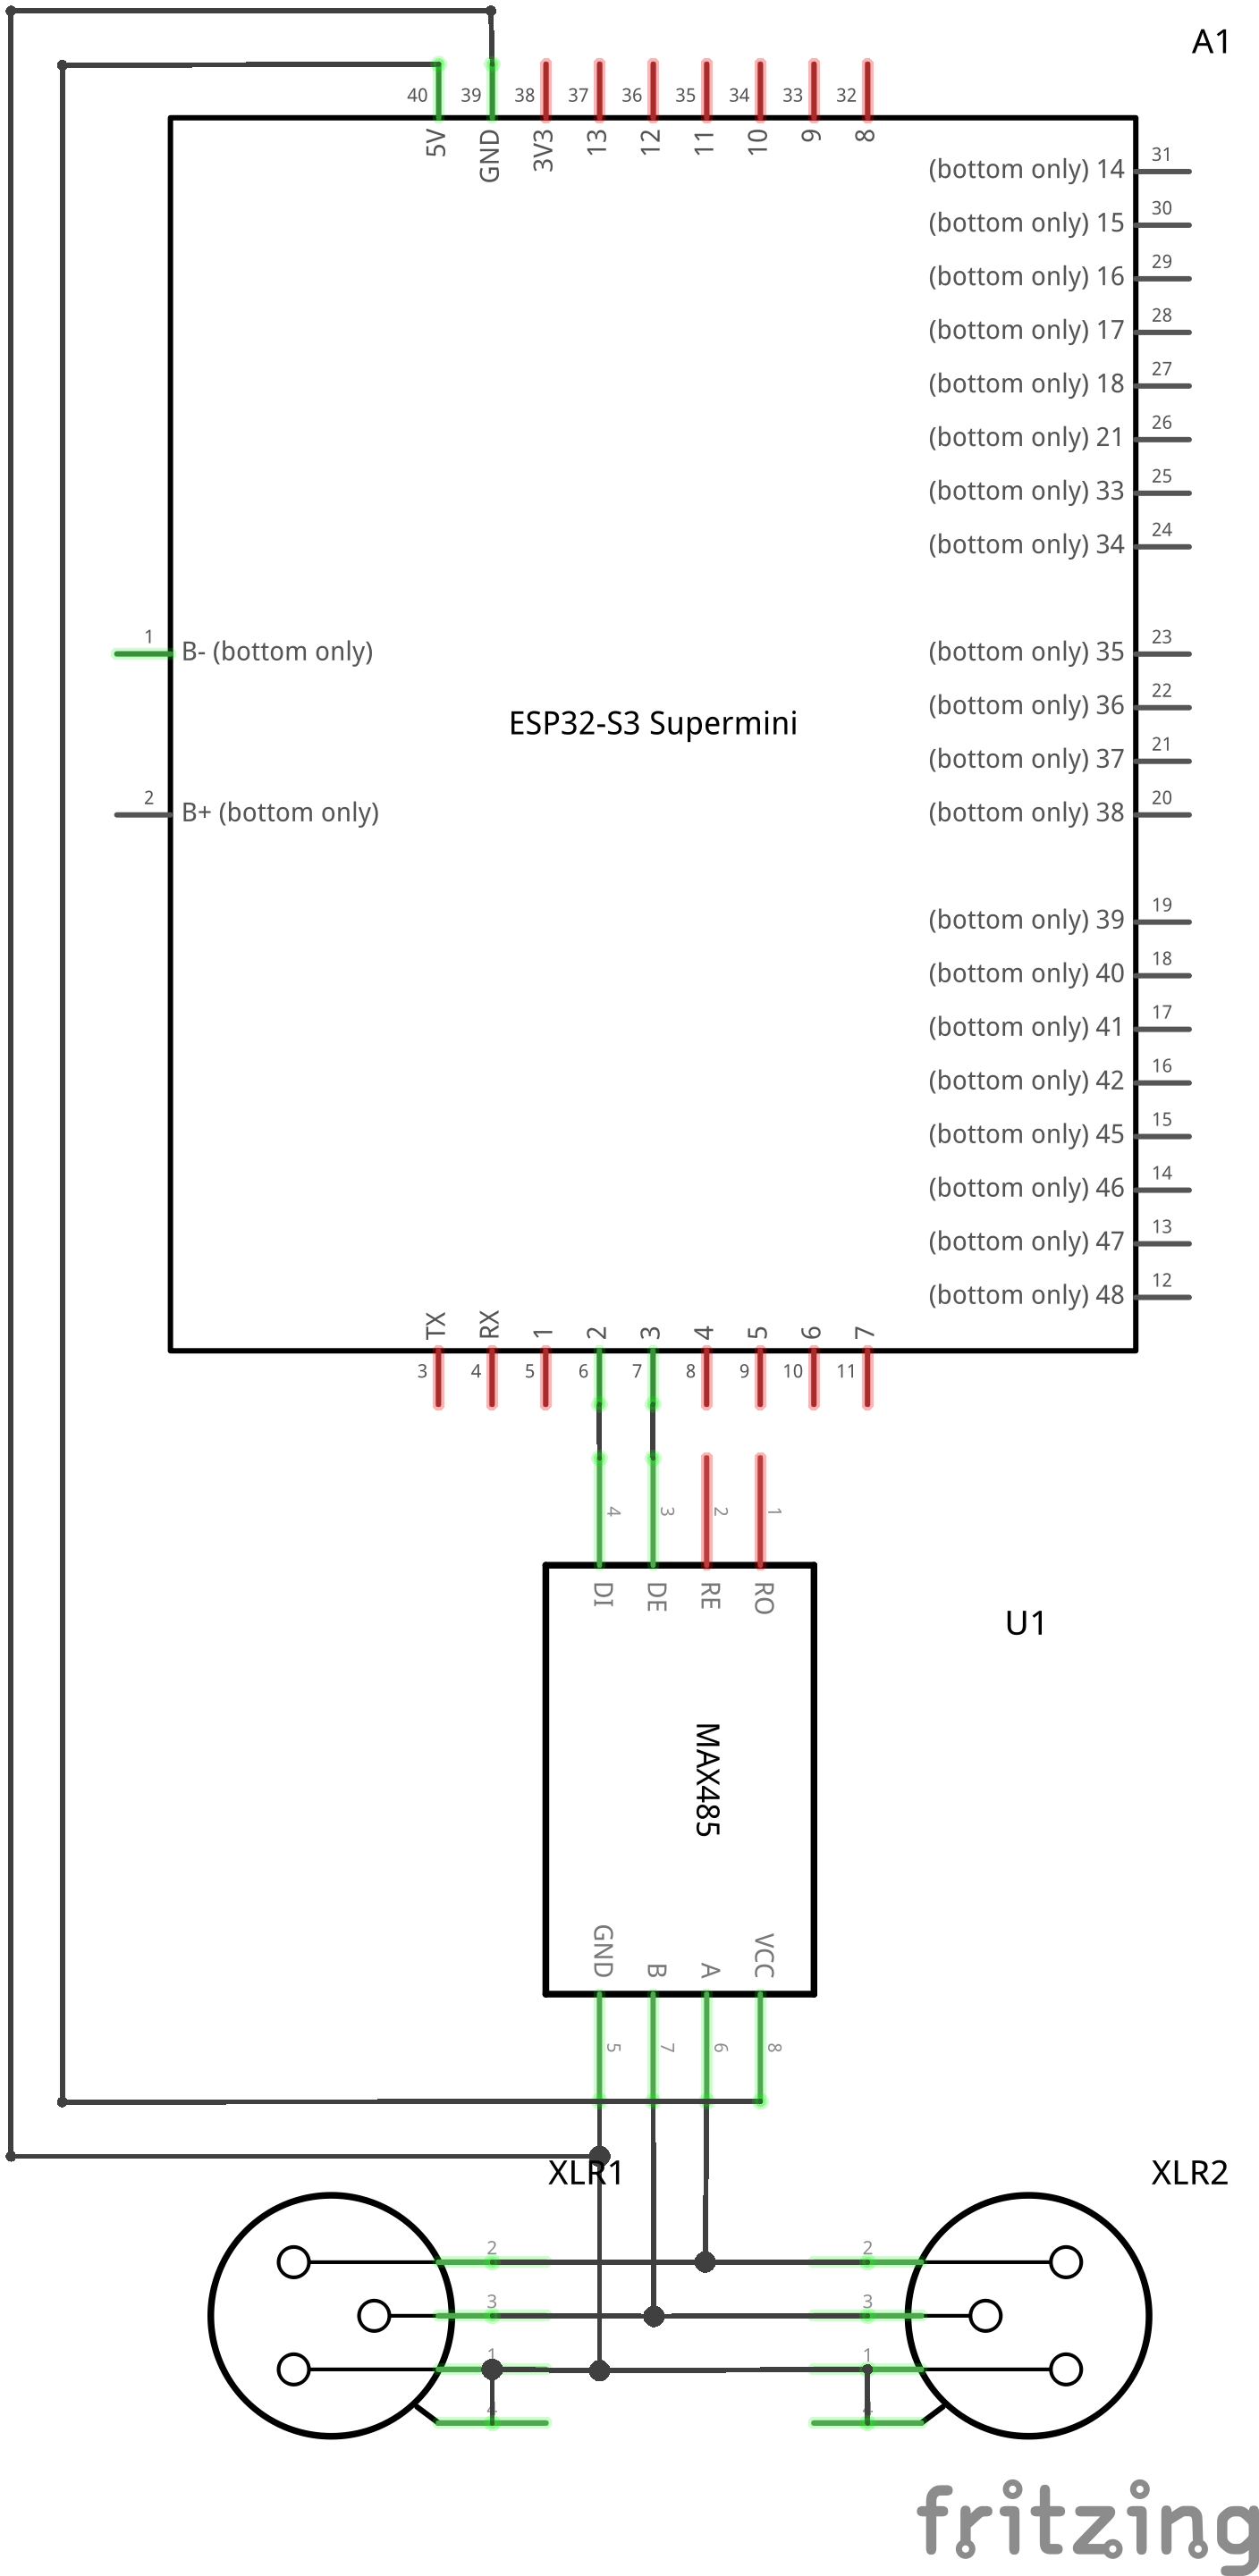 A1
40 39 38 37 36 35 34 33 32
5V GND 3V3 13 12 11 10 9 8
(bottom only) 14 31
(bottom only) 15 30
(bottom only) 16 29
(bottom only) 17 28
(bottom only) 18 27
(bottom only) 21 26
(bottom only) 33 25
(bottom only) 34 24
1 B- (bottom only)
(bottom only) 35 23
(bottom only) 36 22
ESP32-S3 Supermini
(bottom only) 37 21
2 B+ (bottom only)
(bottom only) 38 20
(bottom only) 39 19
(bottom only) 40 18
(bottom only) 41 17
(bottom only) 42 16
(bottom only) 45 15
(bottom only) 46 14
(bottom only) 47 13
(bottom only) 48 12
TX RX 1 2 3 4 5 6 7
3 4 5 6 7 8 9 10 11
4 3 2 1
DI DE RE RO
U1
MAX485
GND B A VCC
5 7 6 8
XLR1
XLR2
2 2
3 3
1 1
4 4
fritzing